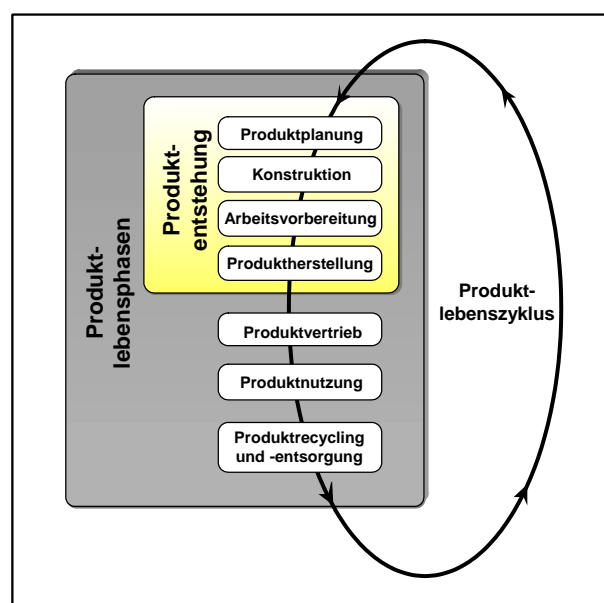 Produkt-
lebensphasen
Produkt-
entstehung
Produktplanung
Konstruktion
Arbeitsvorbereitung
Produktherstellung
Produktvertrieb
Produktnutzung
Produktrecycling
und -entsorgung
Produkt-
lebenszyklus